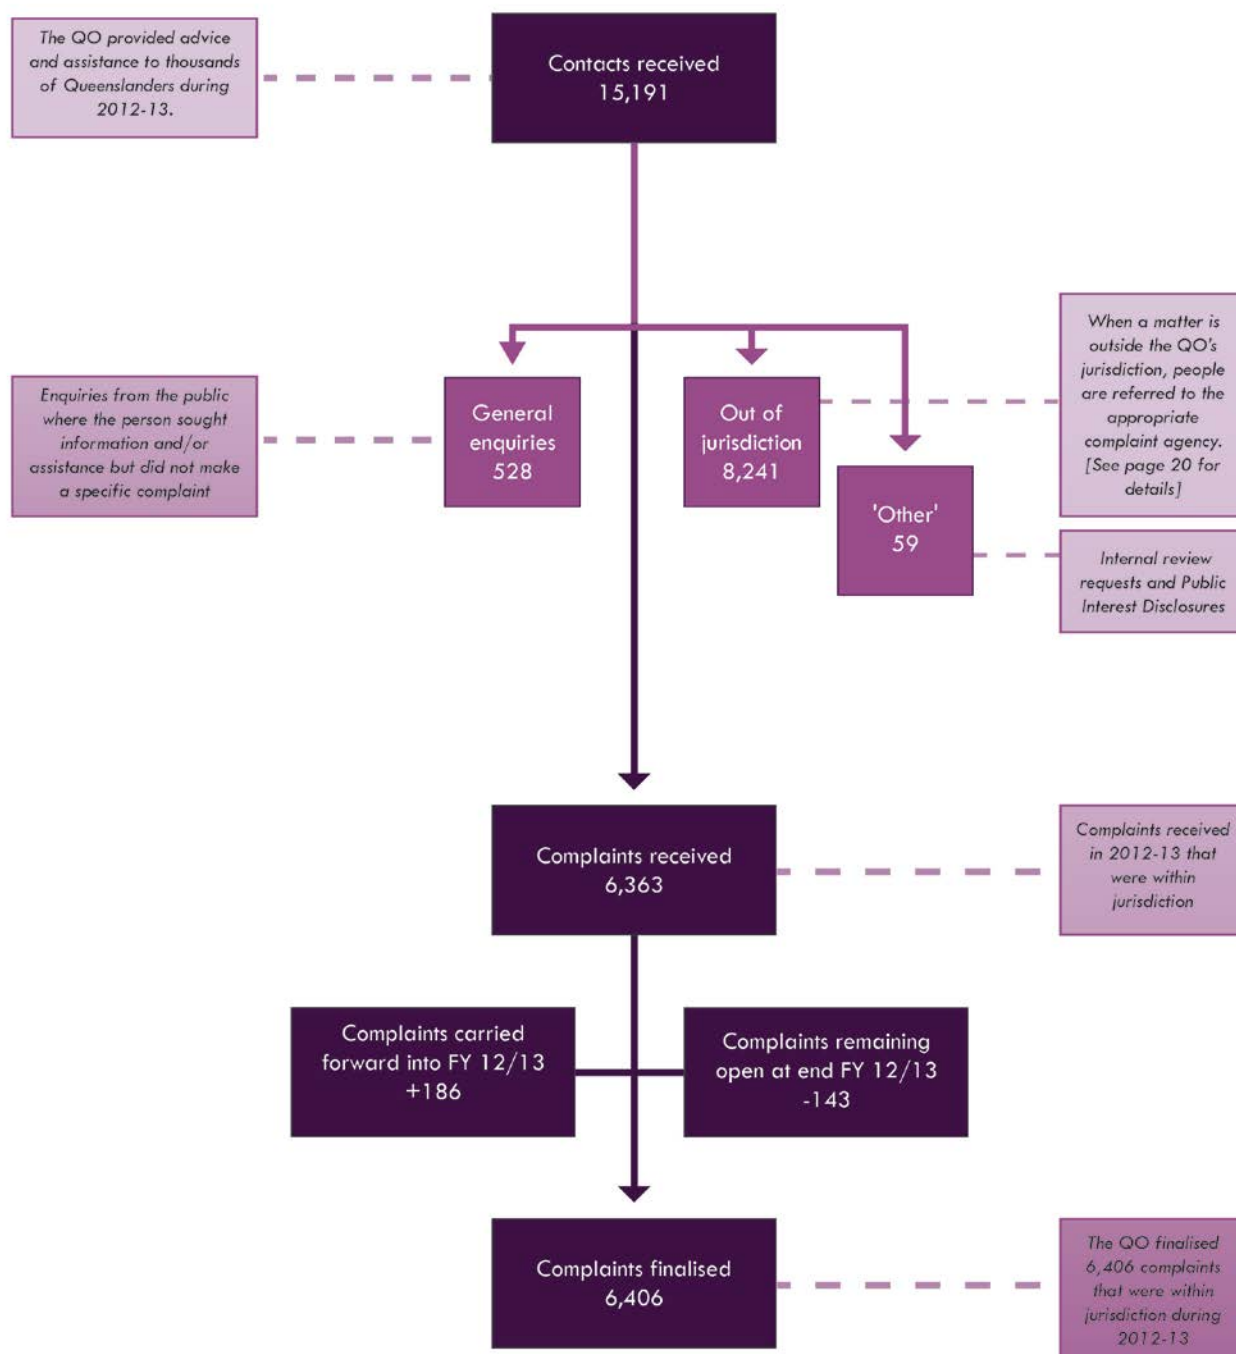 The QO provided advice
and assistance to thousands
of Queenslanders during
2012-13.
Contacts received
15,191
Enquiries from the public
where the person sought
information and/or
assistance but did not make
a specific complaint
General
enquiries
528
Out of
jurisdiction
8,241
When a matter is
outside the QO's
jurisdiction, people
are referred to the
appropriate
complaint agency.
[See page 20 for
details]
'Other'
59
Internal review
requests and Public
Interest Disclosures
Complaints received
6,363
Complaints received
in 2012-13 that
were within
jurisdiction
Complaints carried
forward into FY 12/13
+186
Complaints remaining
open at end FY 12/13
-143
Complaints finalised
6,406
The QO finalised
6,406 complaints
that were within
jurisdiction during
2012-13